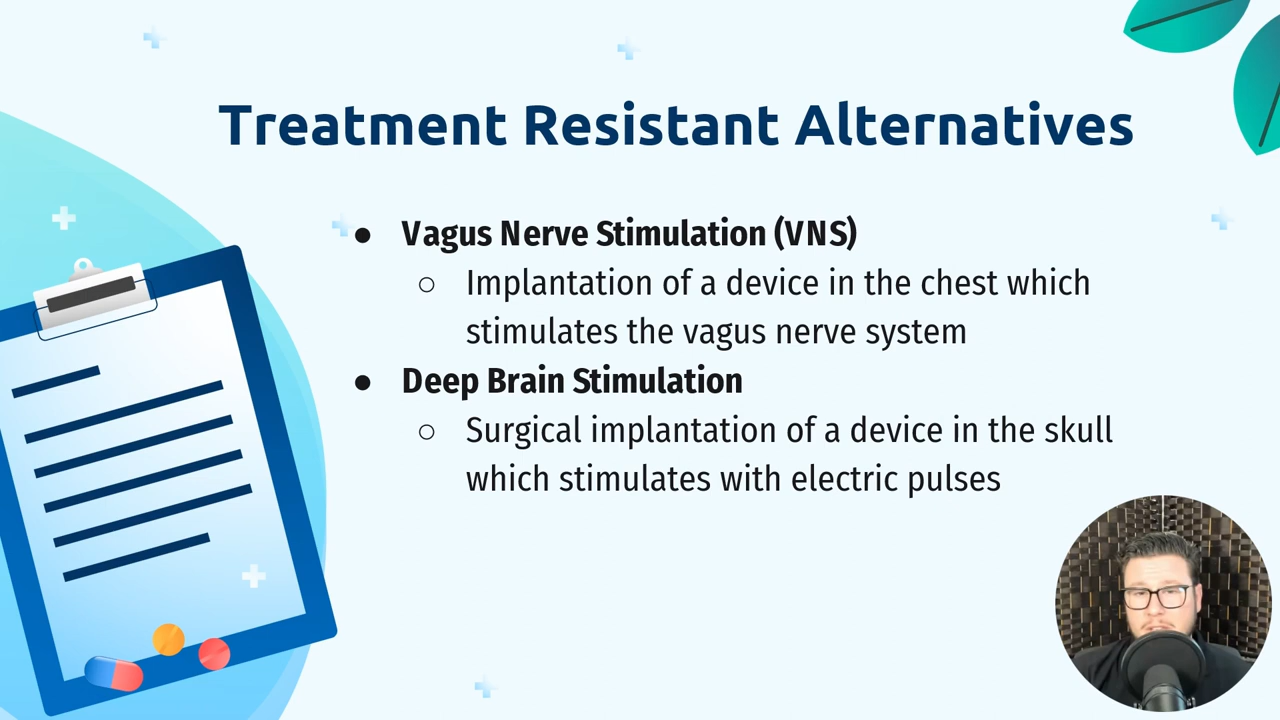 Treatment Resistant Alternatives
● Vagus Nerve Stimulation (VNS)
○ Implantation of a device in the chest which
stimulates the vagus nerve system
● Deep Brain Stimulation
○ Surgical implantation of a device in the skull
which stimulates with electric pulses